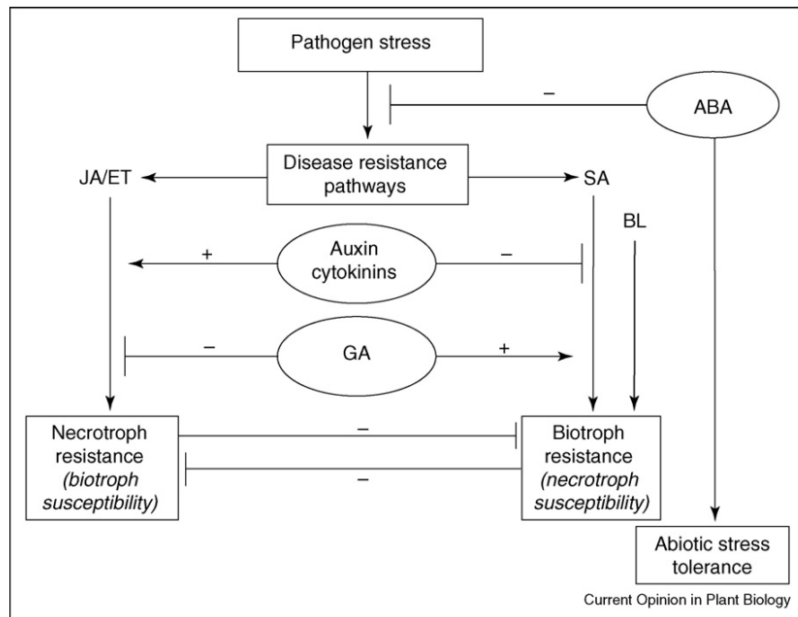 Pathogen stress
–
ABA
JA/ET
Disease resistance
pathways
SA
BL
+
Auxin
cytokinins
–
–
GA
+
Necrotroph
resistance
(biotroph
susceptibility)
–
–
Biotroph
resistance
(necrotroph
susceptibility)
Abiotic stress
tolerance
Current Opinion in Plant Biology